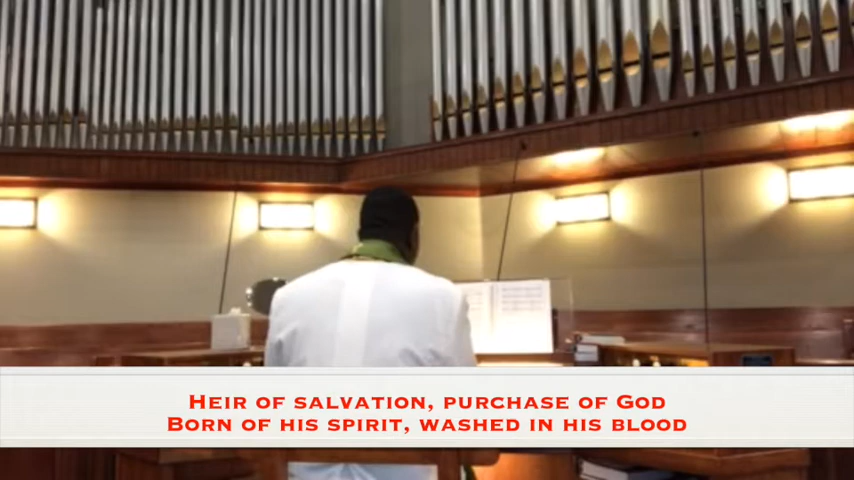 Heir of salvation, purchase of God
Born of his spirit, washed in his blood